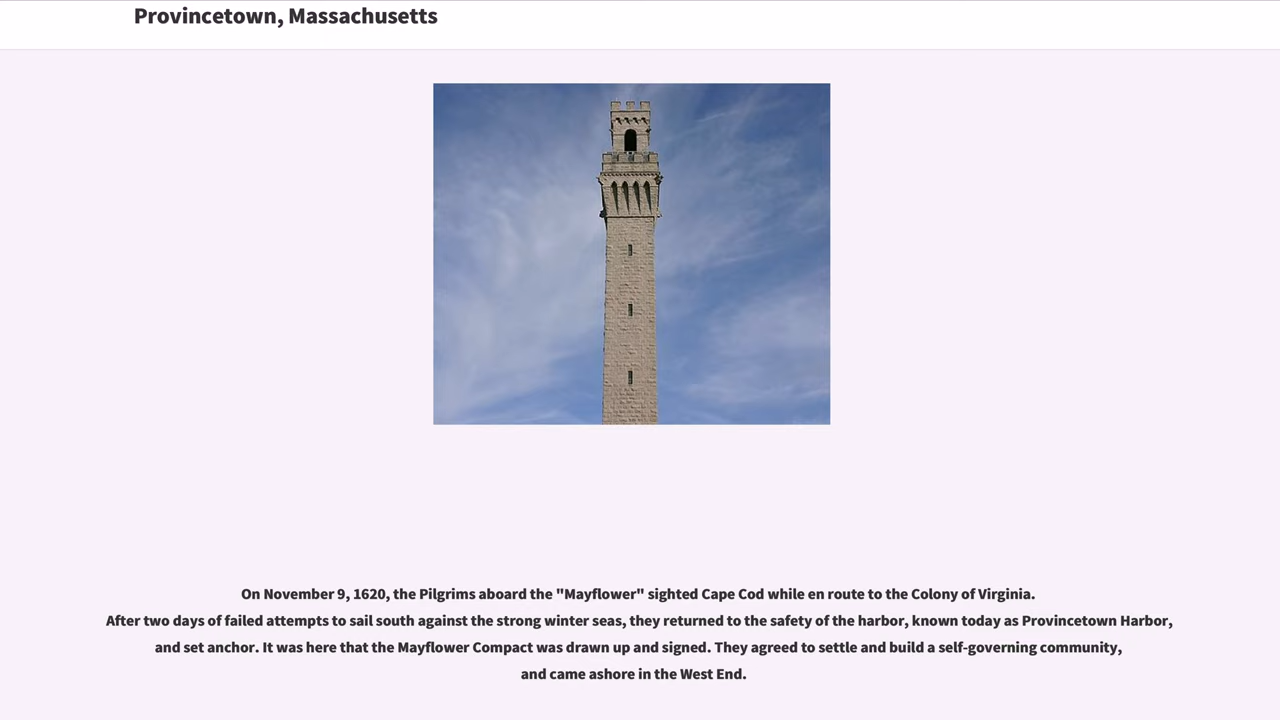 Provincetown, Massachusetts
On November 9, 1620, the Pilgrims aboard the "Mayflower" sighted Cape Cod while en route to the Colony of Virginia.
After two days of failed attempts to sail south against the strong winter seas, they returned to the safety of the harbor, known today as Provincetown Harbor,
and set anchor. It was here that the Mayflower Compact was drawn up and signed. They agreed to settle and build a self-governing community,
and came ashore in the West End.